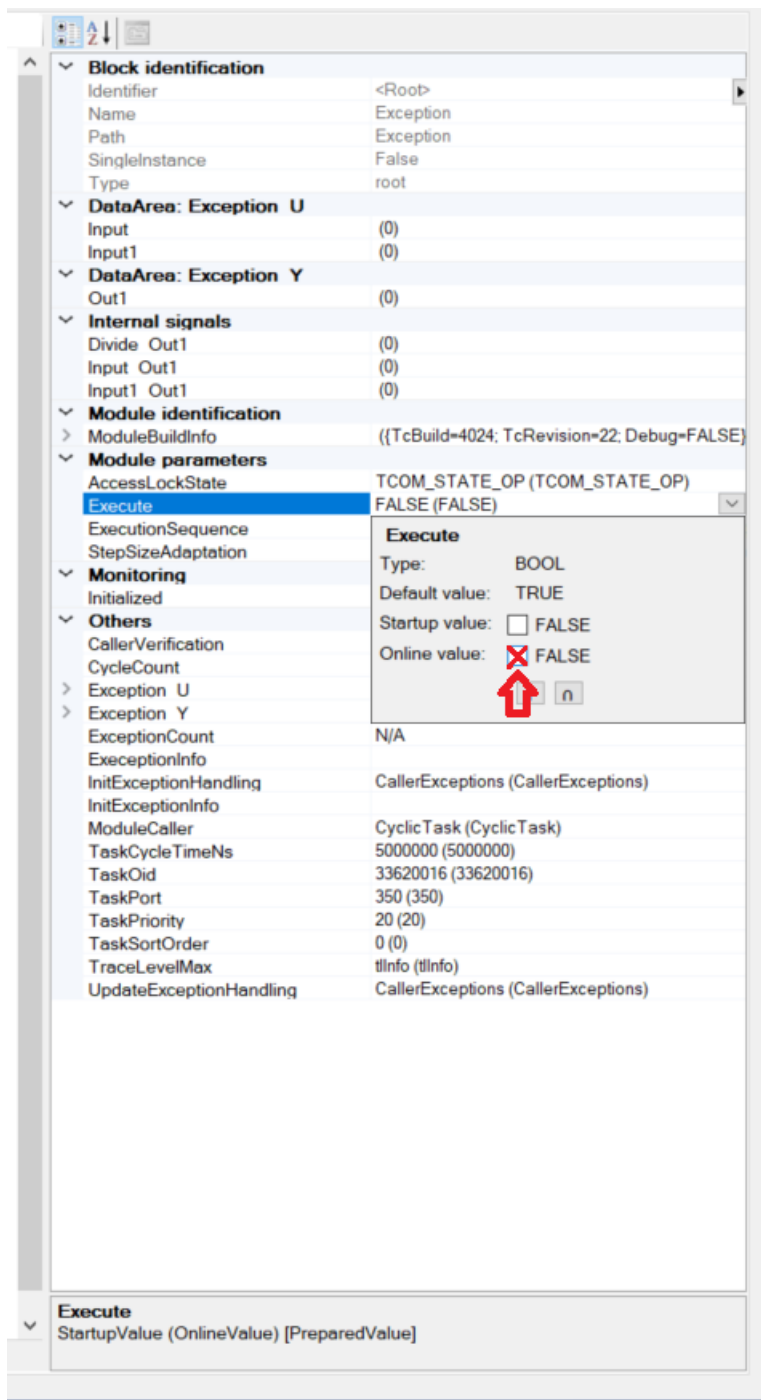 Block identification
Identifier <Root>
Name Exception
Path Exception
SingleInstance False
Type root
DataArea: Exception U
Input (0)
Input1 (0)
DataArea: Exception Y
Out1 (0)
Internal signals
Divide Out1 (0)
Input Out1 (0)
Input1 Out1 (0)
Module identification
ModuleBuildInfo ({TcBuild=4024; TcRevision=22; Debug=FALSE}
Module parameters
AccessLockState TCOM_STATE_OP (TCOM_STATE_OP)
Execute FALSE (FALSE)
ExecutionSequence
StepSizeAdaptation
Monitoring
Initialized
Others
CallerVerification
CycleCount
Exception U
Exception Y
Execute
Type: BOOL
Default value: TRUE
Startup value: FALSE
Online value: FALSE
ExceptionCount N/A
ExeceptionInfo
InitExceptionHandling CallerExceptions (CallerExceptions)
InitExceptionInfo
ModuleCaller CyclicTask (CyclicTask)
TaskCycleTimeNs 5000000 (5000000)
TaskOid 33620016 (33620016)
TaskPort 350 (350)
TaskPriority 20 (20)
TaskSortOrder 0 (0)
TraceLevelMax tlInfo (tlInfo)
UpdateExceptionHandling CallerExceptions (CallerExceptions)
Execute
StartupValue (OnlineValue) [PreparedValue]